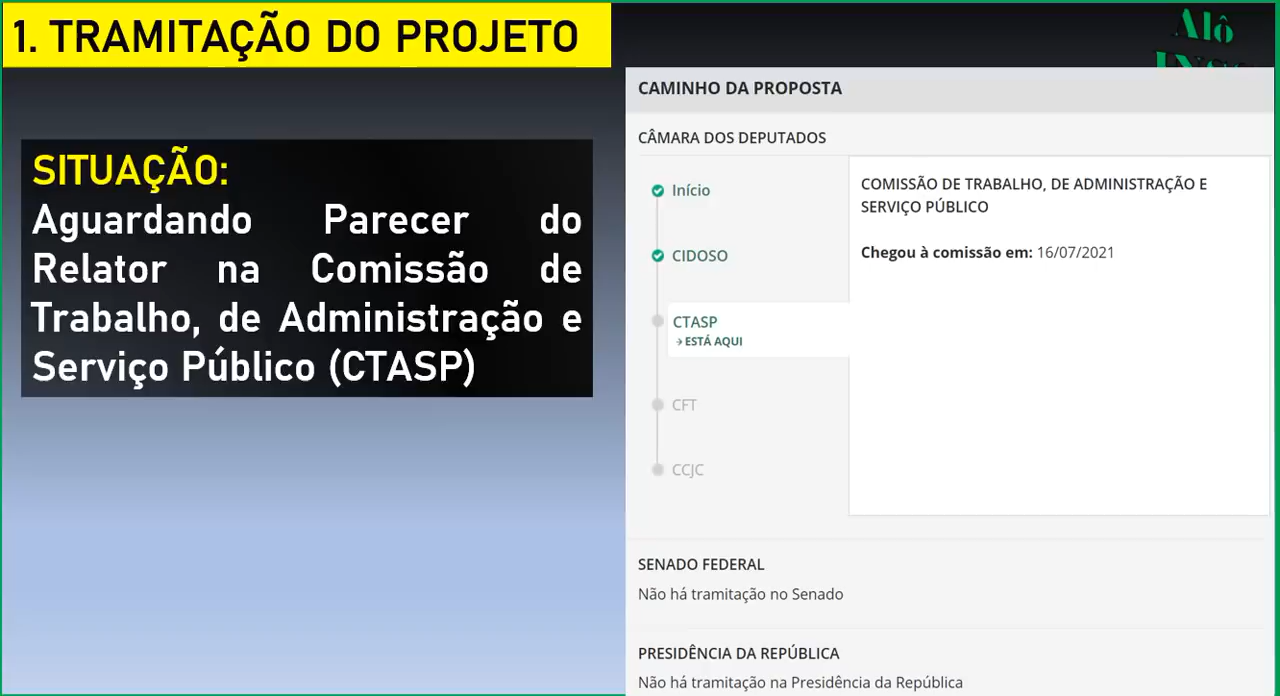 1. TRAMITAÇÃO DO PROJETO
SITUAÇÃO:
Aguardando Parecer do
Relator na Comissão de
Trabalho, de Administração e
Serviço Público (CTASP)
Alô
CAMINHO DA PROPOSTA
CÂMARA DOS DEPUTADOS
Início
CIDOSO
CTASP
→ ESTÁ AQUI
CFT
CCJC
COMISSÃO DE TRABALHO, DE ADMINISTRAÇÃO E
SERVIÇO PÚBLICO
Chegou à comissão em: 16/07/2021
SENADO FEDERAL
Não há tramitação no Senado
PRESIDÊNCIA DA REPÚBLICA
Não há tramitação na Presidência da República